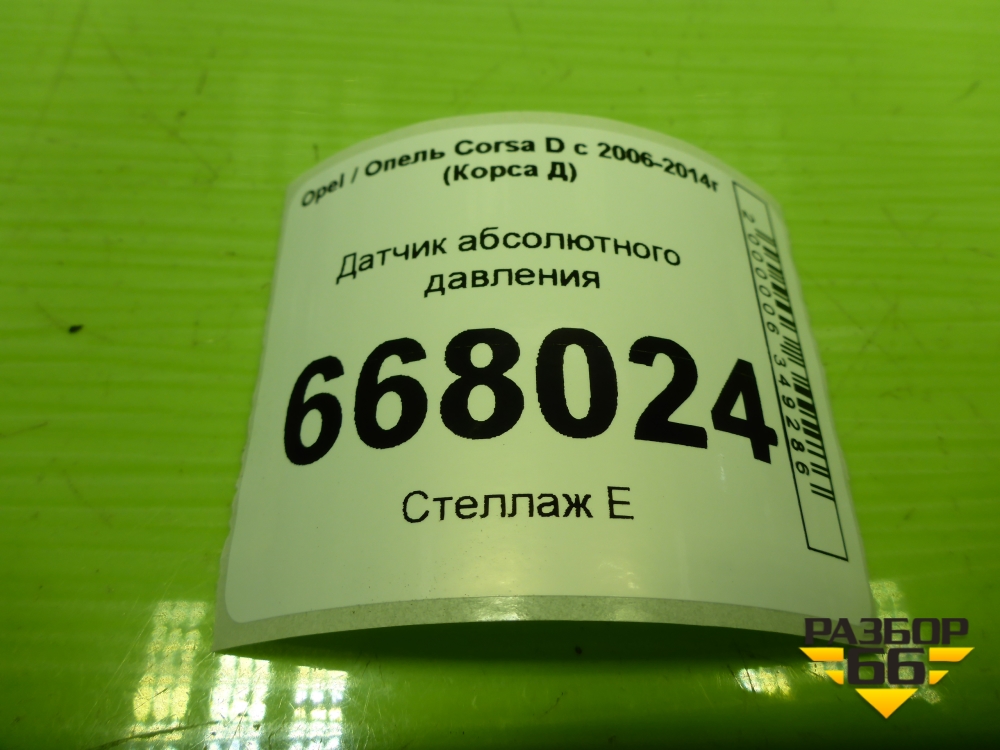 Opel / Опель Corsa D с 2006-2014г
(Корса Д)
Датчик абсолютного
давления
668024
Стеллаж Е
2000006349286
РАЗБОР
66